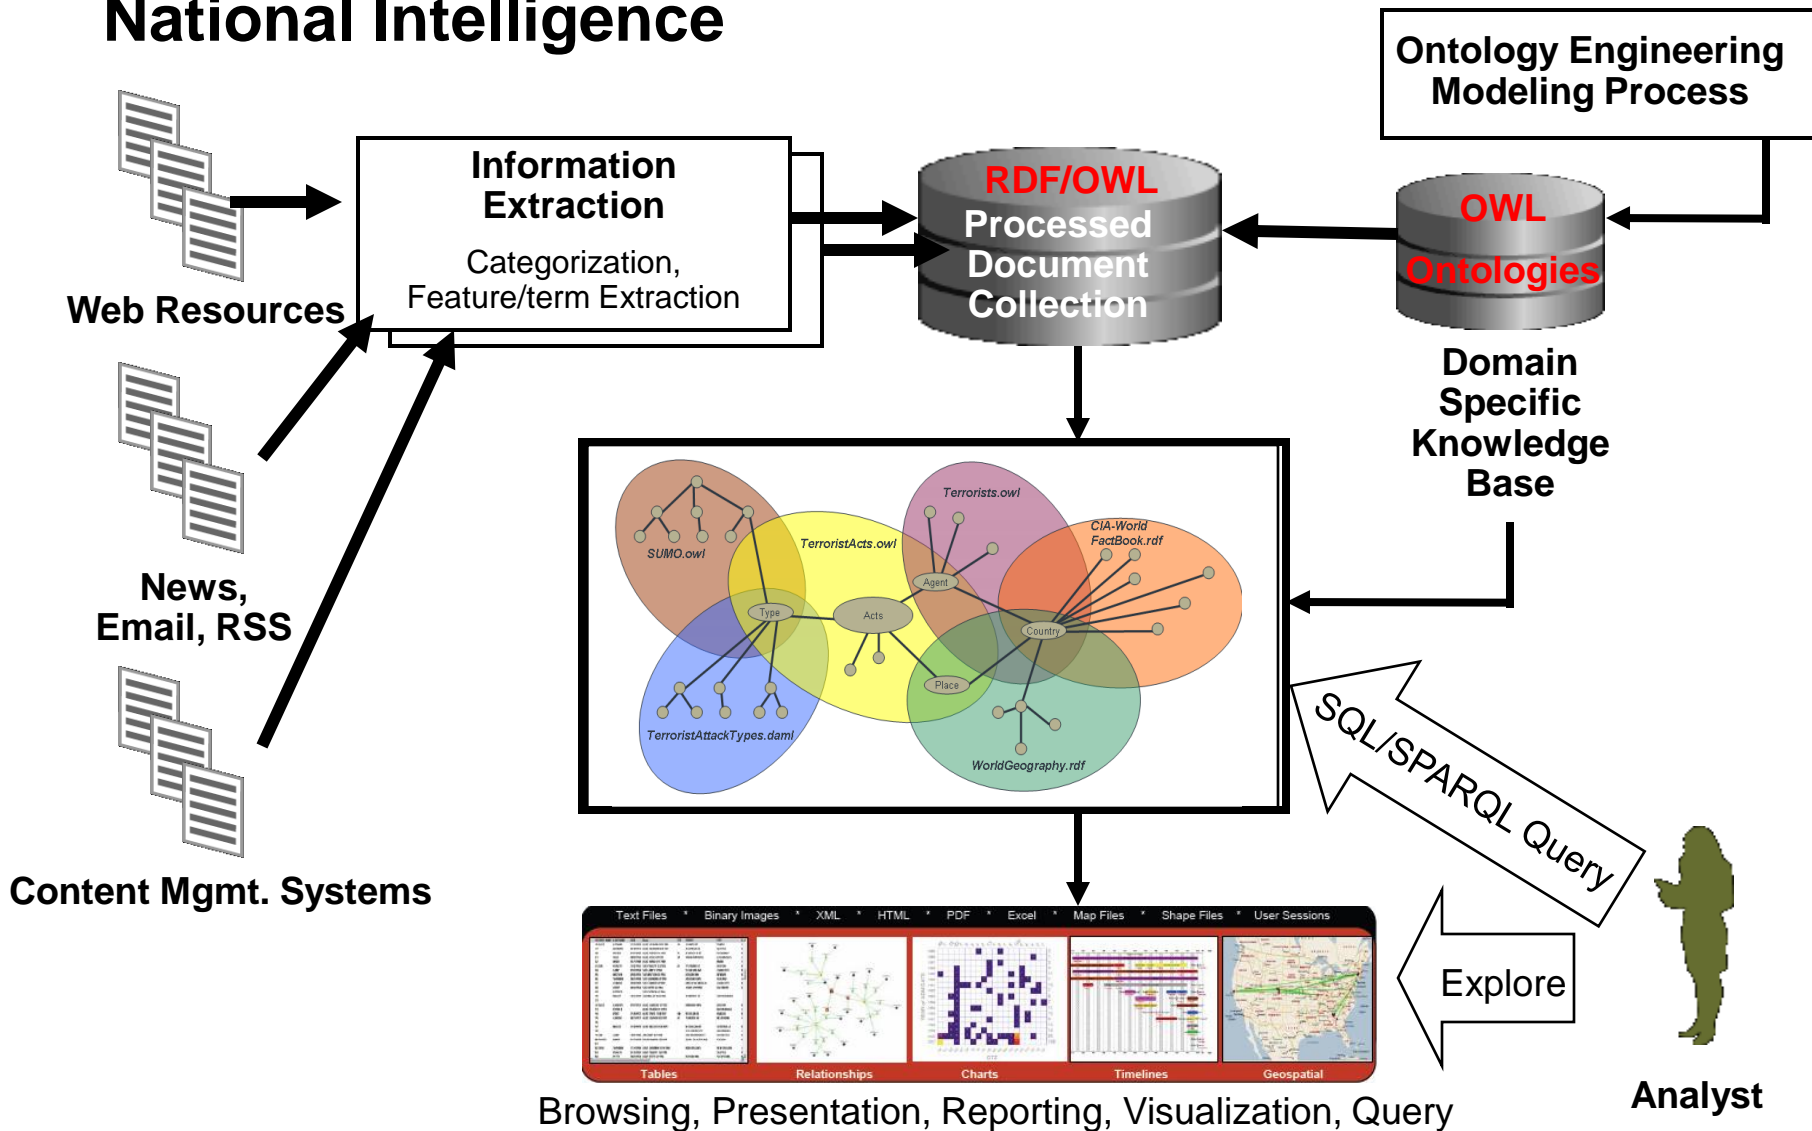 National Intelligence
Ontology Engineering
Modeling Process
Information
Extraction
Categorization,
Feature/term Extraction
RDF/OWL
Processed
Document
Collection
OWL
Ontologies
Web Resources
Domain
Specific
Knowledge
Base
News,
Email, RSS
Content Mgmt. Systems
Terrorists.owl
CIA-World
FactBook.rdf
SUMO.owl
TerroristActs.owl
Agent
Type
Acts
Country
Place
TerroristAttackTypes.daml
WorldGeography.rdf
SQL/SPARQL Query
Text Files * Binary Images * XML * HTML * PDF * Excel * Map Files * Shape Files * User Sessions
Tables
Relationships
Charts
Timelines
Geospatial
Explore
Analyst
Browsing, Presentation, Reporting, Visualization, Query